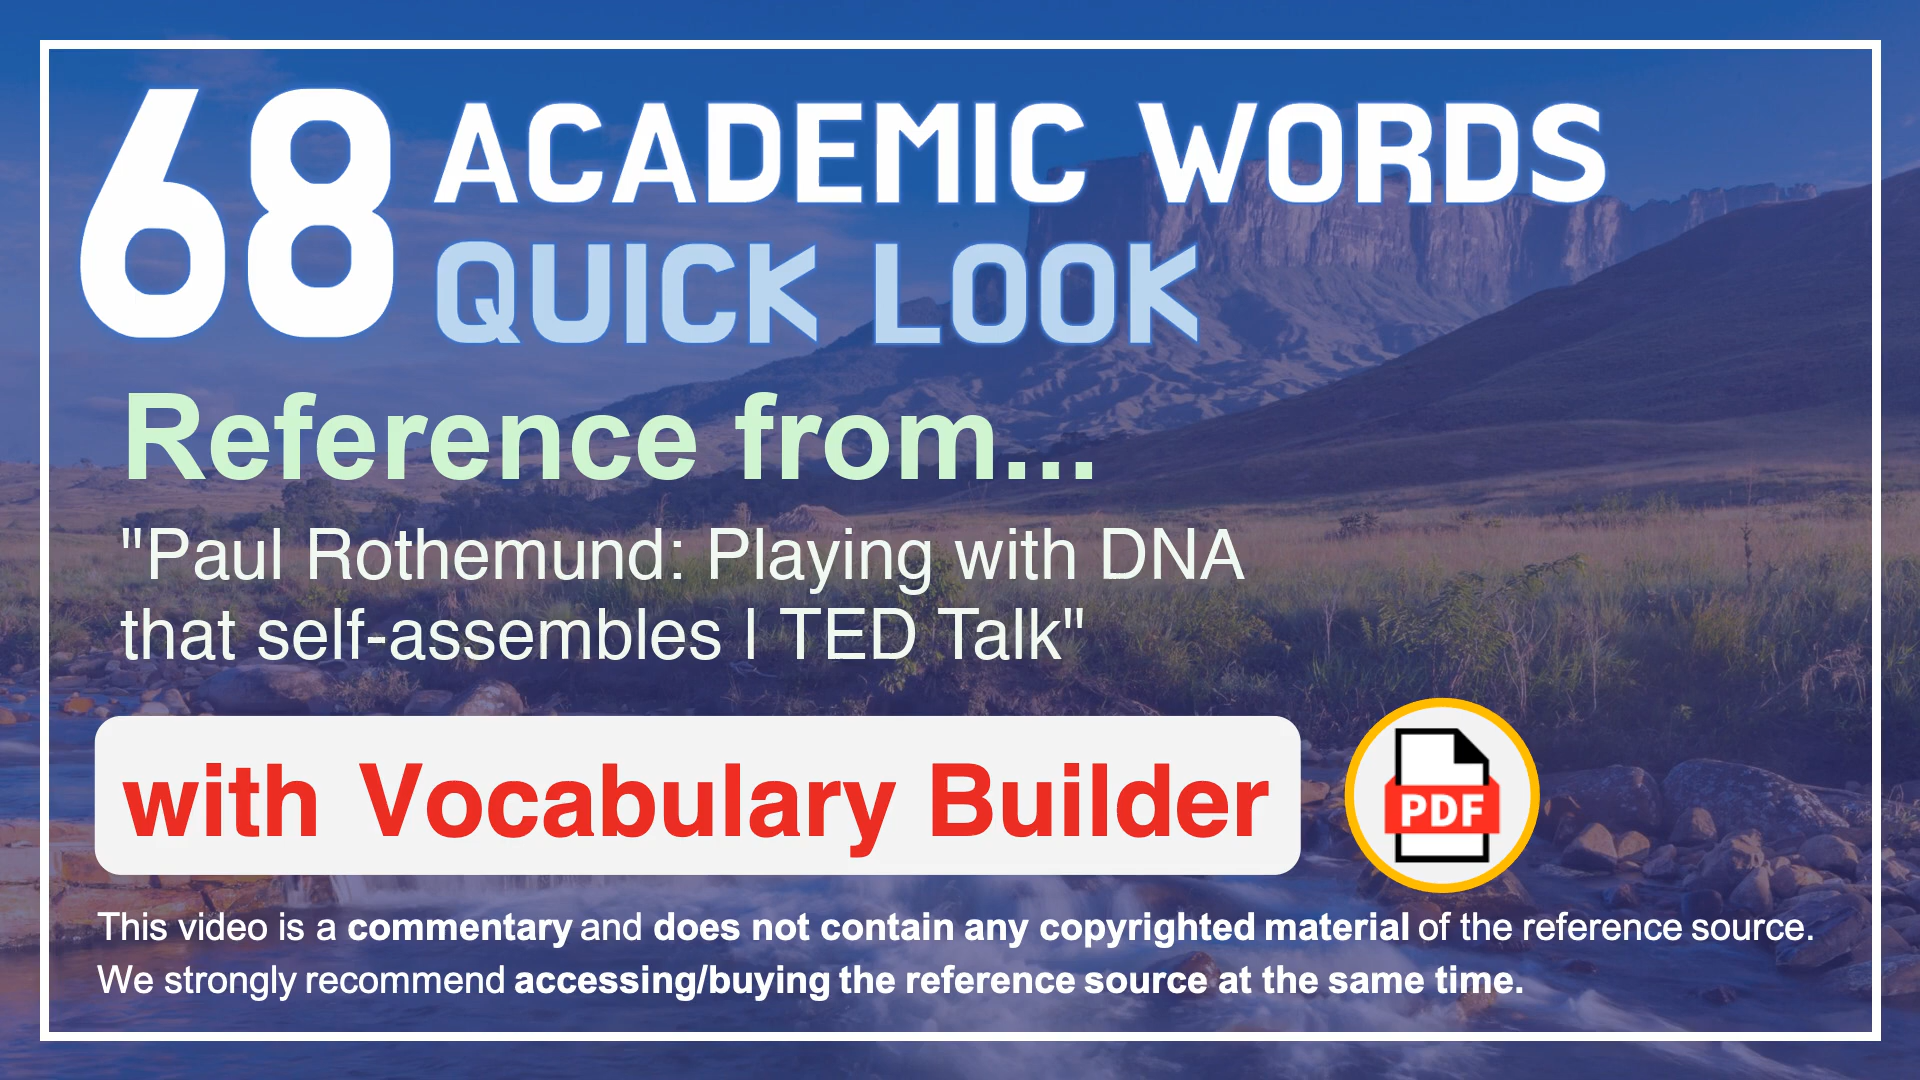 68 ACADEMIC WORDS
QUICK LOOK
Reference from...
"Paul Rothemund: Playing with DNA
that self-assembles | TED Talk"
with Vocabulary Builder
PDF
This video is a commentary and does not contain any copyrighted material of the reference source.
We strongly recommend accessing/buying the reference source at the same time.